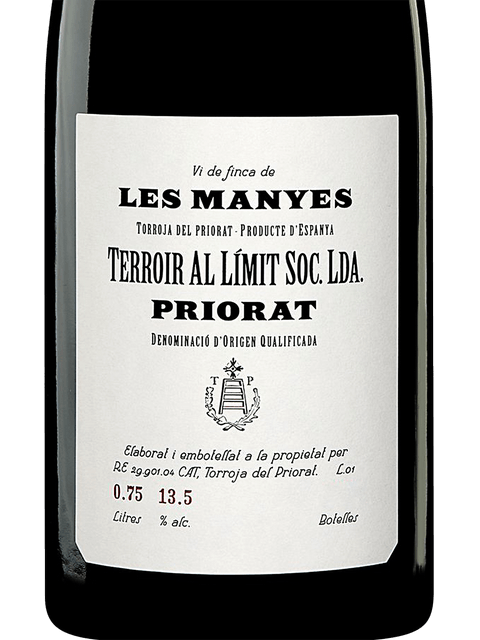 Vi de finca de
LES MANYES
TORROJA DEL PRIORAT - PRODUCTE D'ESPANYA
TERROIR AL LÍMIT SOC. LDA.
PRIORAT
DENOMINACIÓ D'ORIGEN QUALIFICADA
T P
Elaborat i embotellat a la propietat per
RE 29.901.04 CAT, Torroja del Priorat. L.01
0.75 13.5
Litres % alc. Botelles